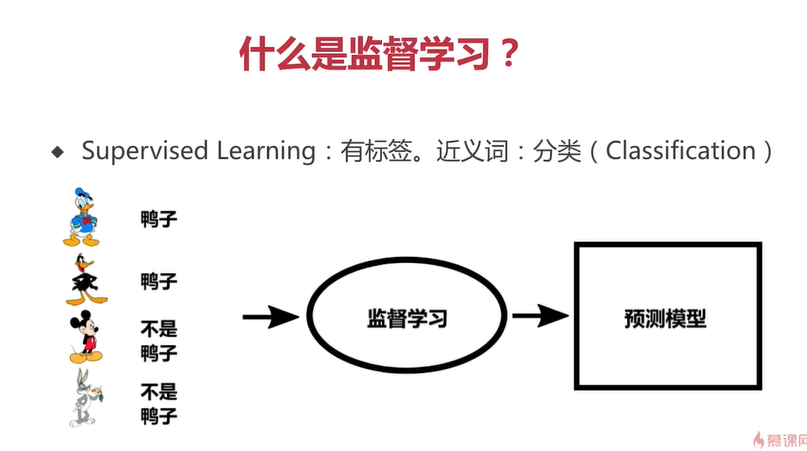 什么是监督学习？
◆ Supervised Learning：有标签。近义词：分类（Classification）
鸭子
鸭子
不是
鸭子
不是
鸭子
监督学习
预测模型
慕课网